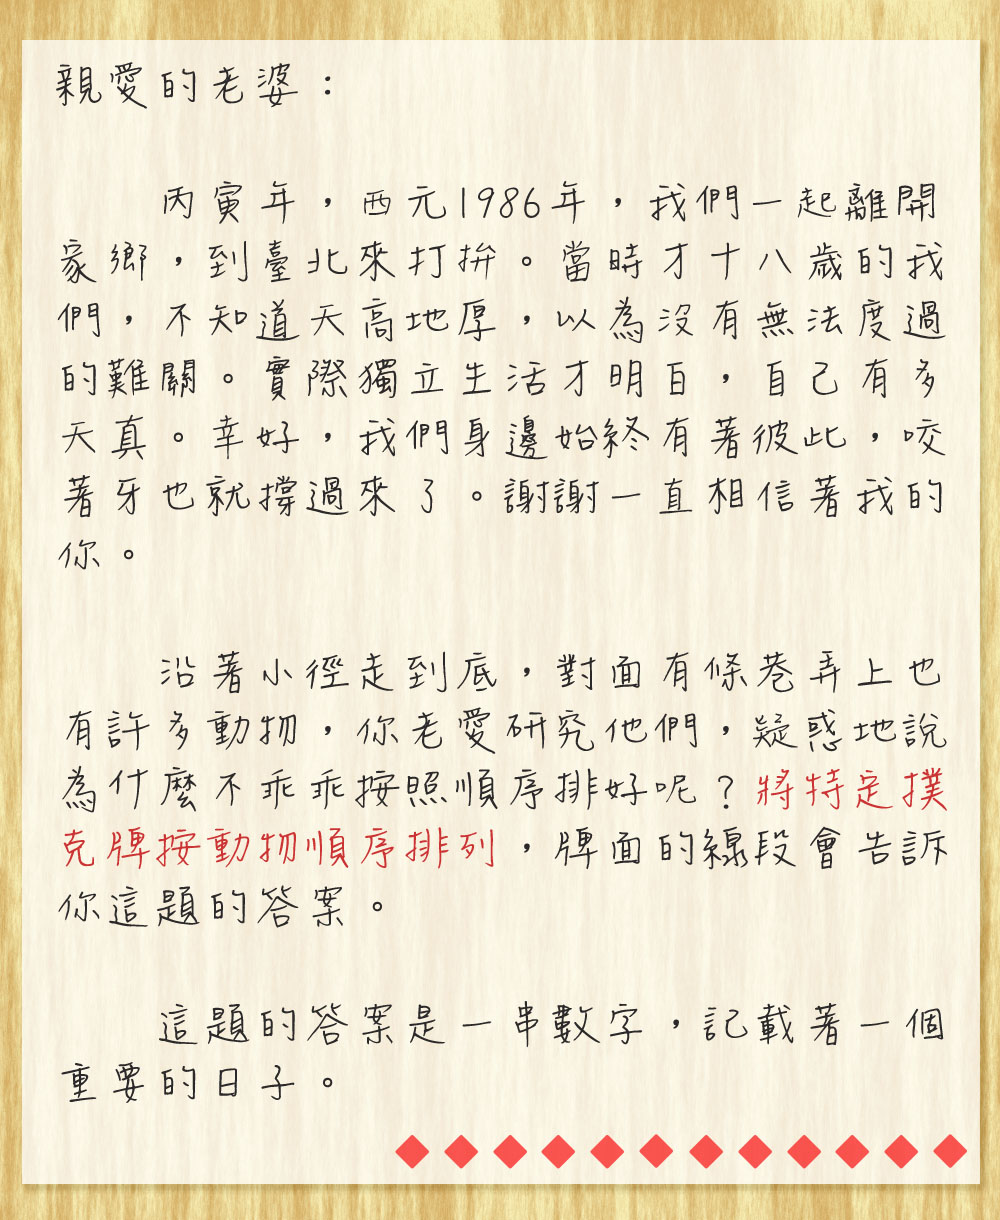 親愛的老婆：
丙寅年，西元1986年，我們一起離開
家鄉，到臺北來打拚。當時才十八歲的我
們，不知道天高地厚，以為沒有無法度過
的難關。實際獨立生活才明白，自己有多
天真。幸好，我們身邊始終有著彼此，咬
著牙也就撐過來了。謝謝一直相信著我的
你。
沿著小徑走到底，對面有條巷弄上也
有許多動物，你老愛研究他們，疑惑地說
為什麼不乖乖按照順序排好呢？將特定撲
克牌按動物順序排列，牌面的線段會告訴
你這題的答案。
這題的答案是一串數字，記載著一個
重要的日子。